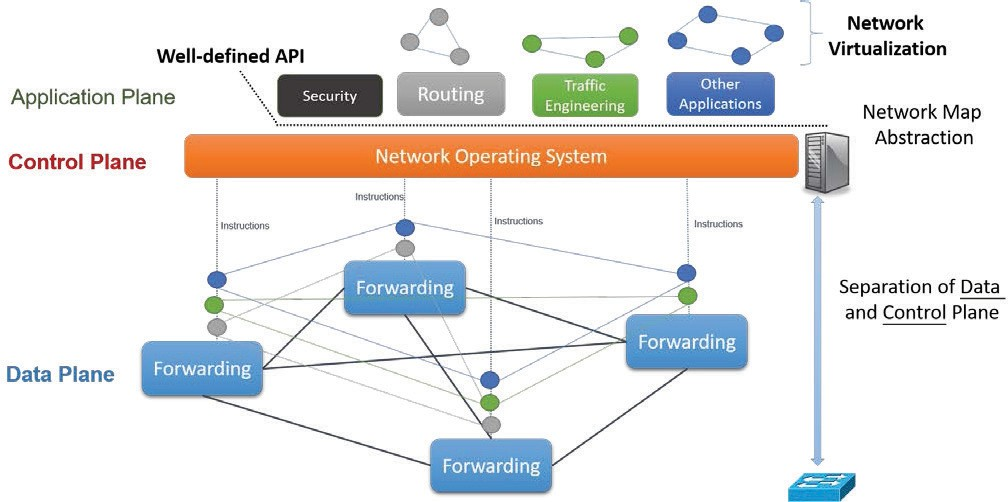 Network
Virtualization
Well-defined API
Application Plane
Security
Routing
Traffic
Engineering
Other
Applications
Network Map
Abstraction
Control Plane
Network Operating System
Instructions
Instructions
Instructions
Instructions
Forwarding
Separation of Data
and Control Plane
Forwarding
Forwarding
Data Plane
Forwarding